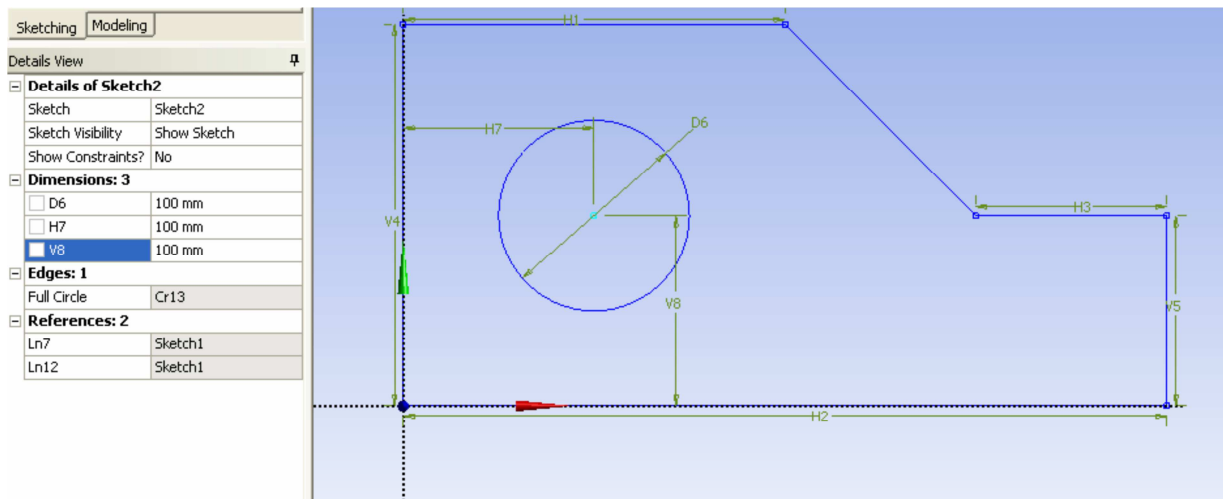 Sketching Modeling
Details View
Details of Sketch2
Sketch Sketch2
Sketch Visibility Show Sketch
Show Constraints? No
Dimensions: 3
D6 100 mm
H7 100 mm
V8 100 mm
Edges: 1
Full Circle Cr13
References: 2
Ln7 Sketch1
Ln12 Sketch1
H1
D6
H7
H3
V4
V8
V5
H2